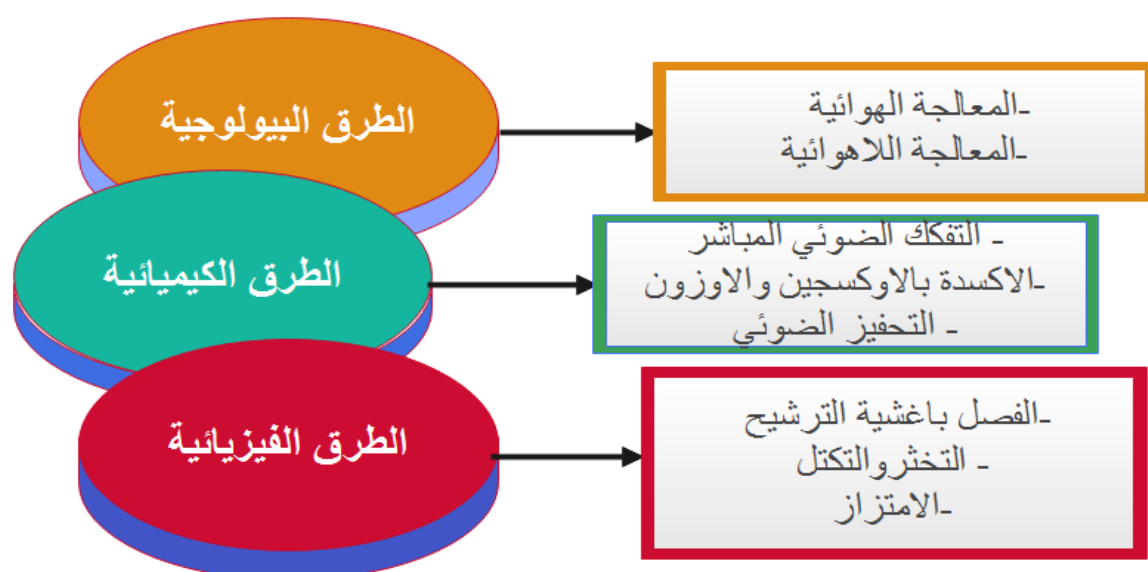 الطرق البيولوجية
-المعالجة الهوائية
-المعالجة اللاهوائية
الطرق الكيميائية
- التفكك الضوئي المباشر
-الاكسدة بالاوكسجين والاوزون
- التحفيز الضوئي
الطرق الفيزيائية
-الفصل باغشية الترشيح
- التخثروالتكتل
-الامتزاز